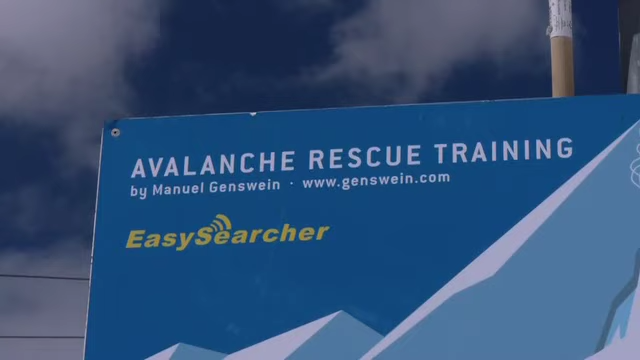 AVALANCHE RESCUE TRAINING
by Manuel Genswein · www.genswein.com
EasySearcher